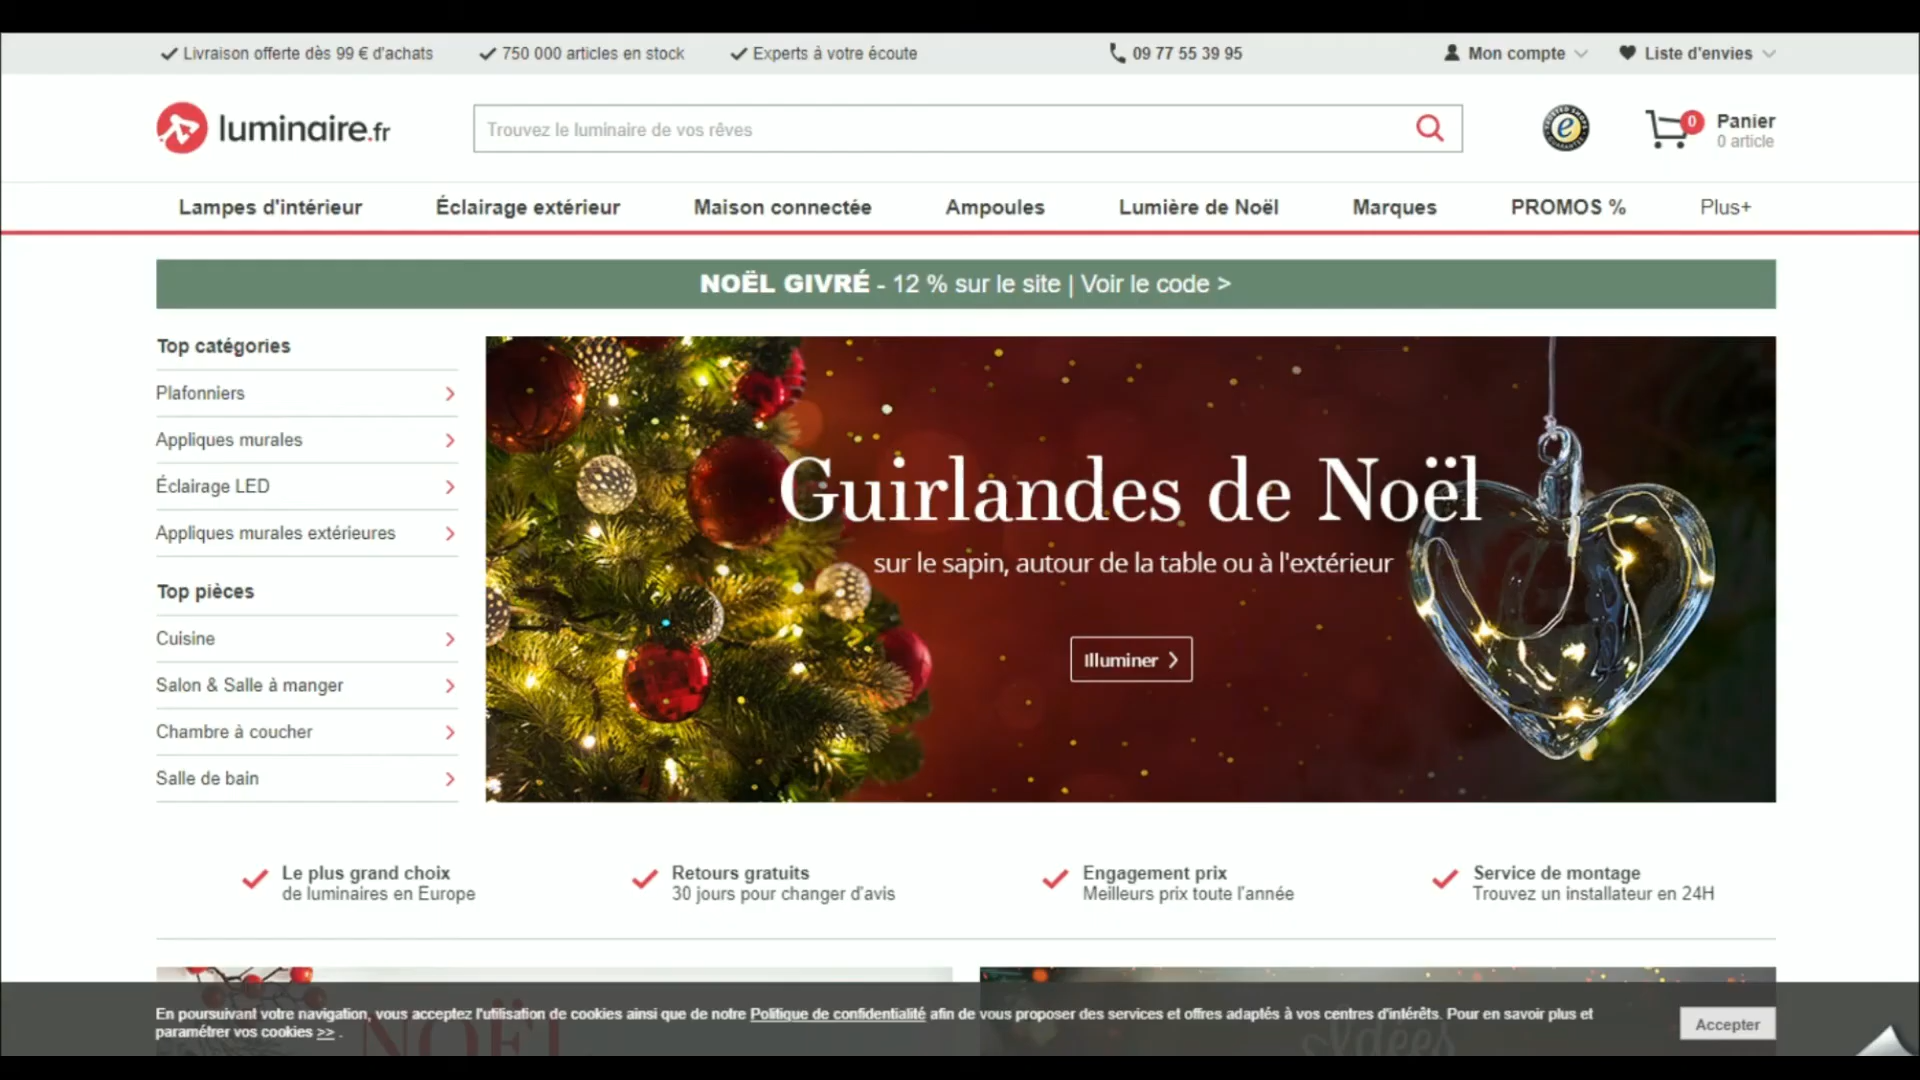 Livraison offerte dès 99 € d'achats
750 000 articles en stock
Experts à votre écoute
09 77 55 39 95
Mon compte
Liste d'envies
luminaire.fr
Trouvez le luminaire de vos rêves
0
Panier
0 article
Lampes d'intérieur
Éclairage extérieur
Maison connectée
Ampoules
Lumière de Noël
Marques
PROMOS %
Plus+
NOËL GIVRÉ - 12 % sur le site | Voir le code >
Top catégories
Plafonniers
Appliques murales
Éclairage LED
Appliques murales extérieures
Top pièces
Cuisine
Salon & Salle à manger
Chambre à coucher
Salle de bain
Guirlandes de Noël
sur le sapin, autour de la table ou à l'extérieur
Illuminer
Le plus grand choix
de luminaires en Europe
Retours gratuits
30 jours pour changer d'avis
Engagement prix
Meilleurs prix toute l'année
Service de montage
Trouvez un installateur en 24H
NOËL
Idées
En poursuivant votre navigation, vous acceptez l'utilisation de cookies ainsi que de notre Politique de confidentialité afin de vous proposer des services et offres adaptés à vos centres d'intérêts. Pour en savoir plus et
paramétrer vos cookies >> .
Accepter